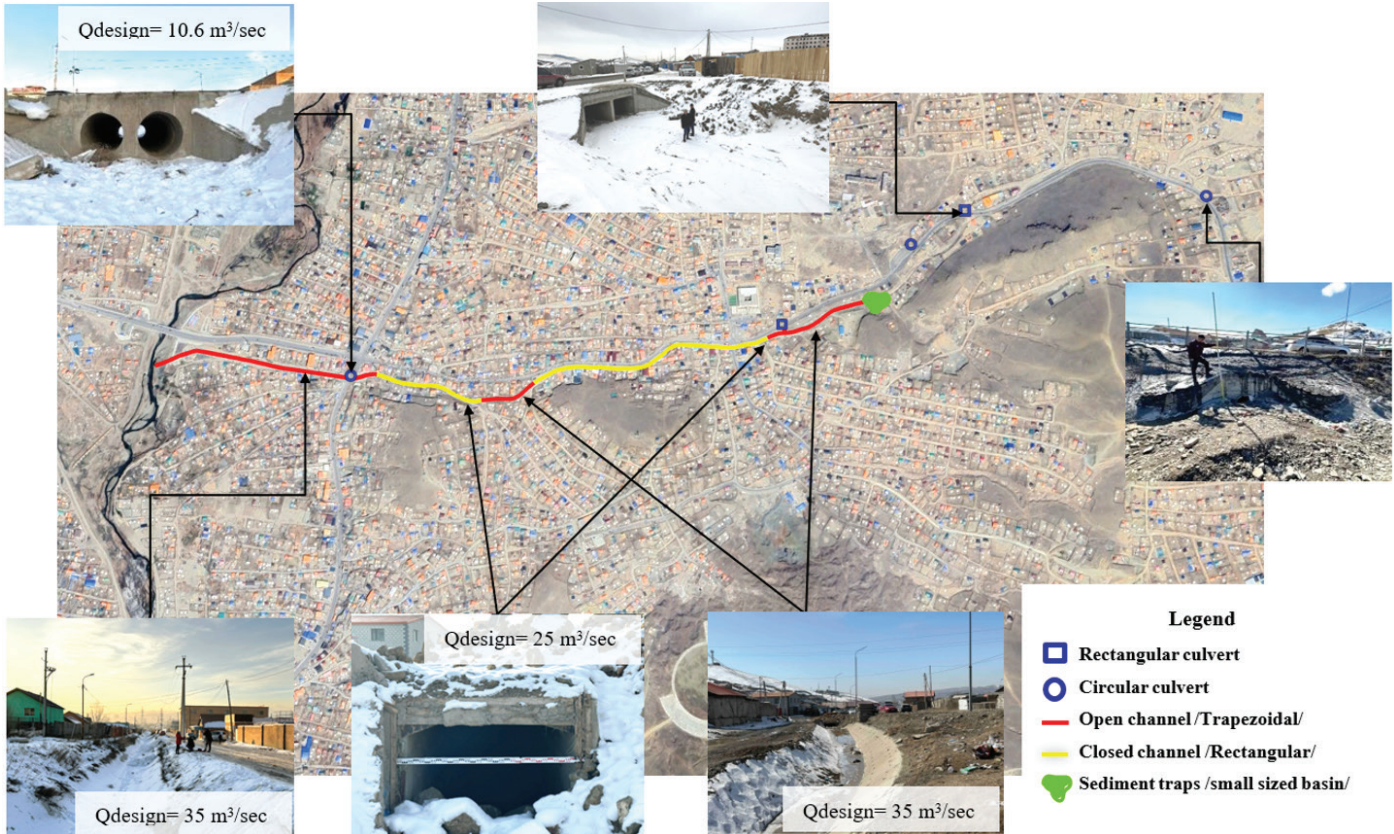 Qdesign= 10.6 m³/sec
Qdesign= 35 m³/sec
Qdesign= 25 m³/sec
Qdesign= 35 m³/sec
Legend
Rectangular culvert
Circular culvert
Open channel /Trapezoidal/
Closed channel /Rectangular/
Sediment traps /small sized basin/